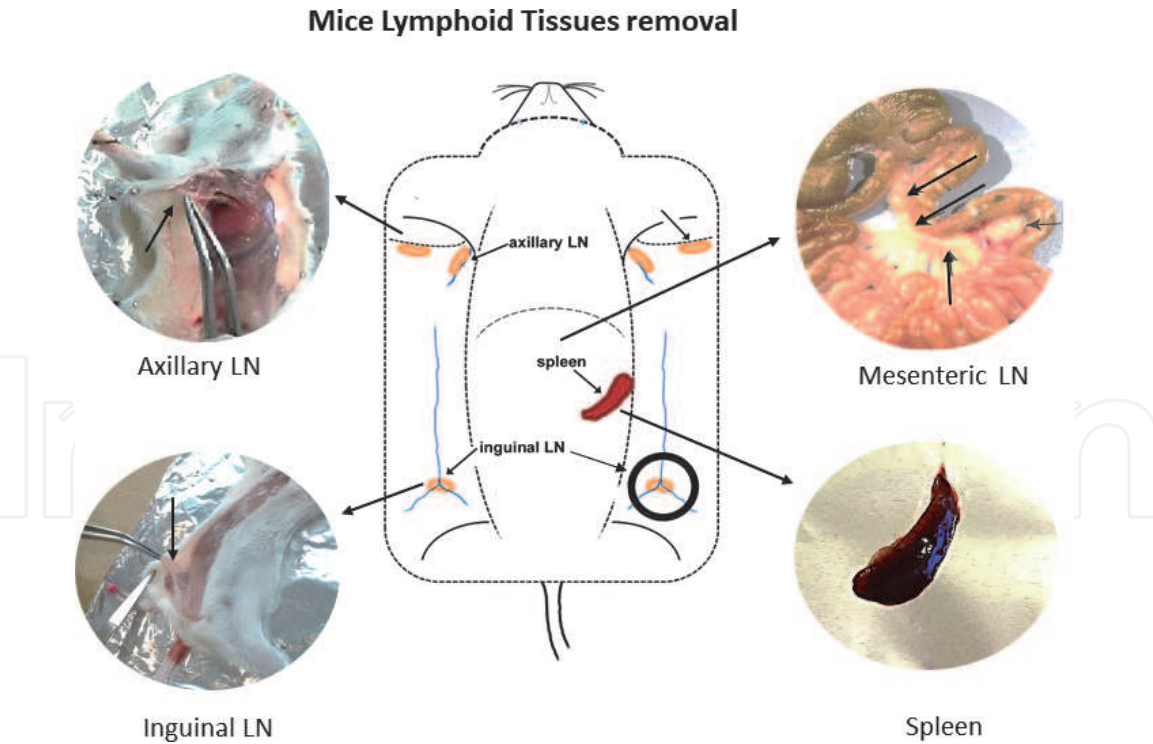 Mice Lymphoid Tissues removal
axillary LN
Axillary LN
spleen
Mesenteric LN
inguinal LN
Inguinal LN
Spleen